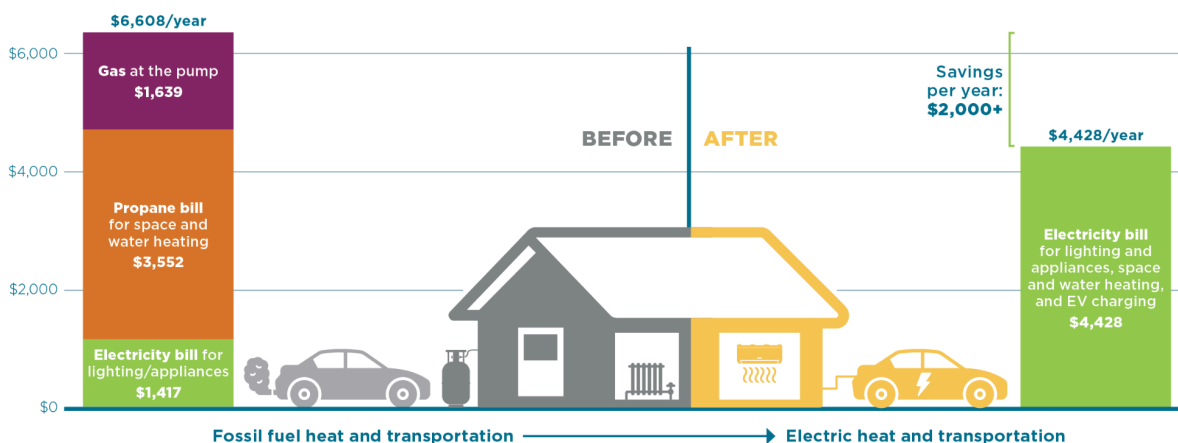 $6,608/year
$6,000
$4,000
$2,000
$0
Gas at the pump
$1,639
Propane bill
for space and
water heating
$3,552
Electricity bill for
lighting/appliances
$1,417
BEFORE
AFTER
Savings
per year:
$2,000+
$4,428/year
Electricity bill
for lighting and
appliances, space
and water heating,
and EV charging
$4,428
Fossil fuel heat and transportation
Electric heat and transportation